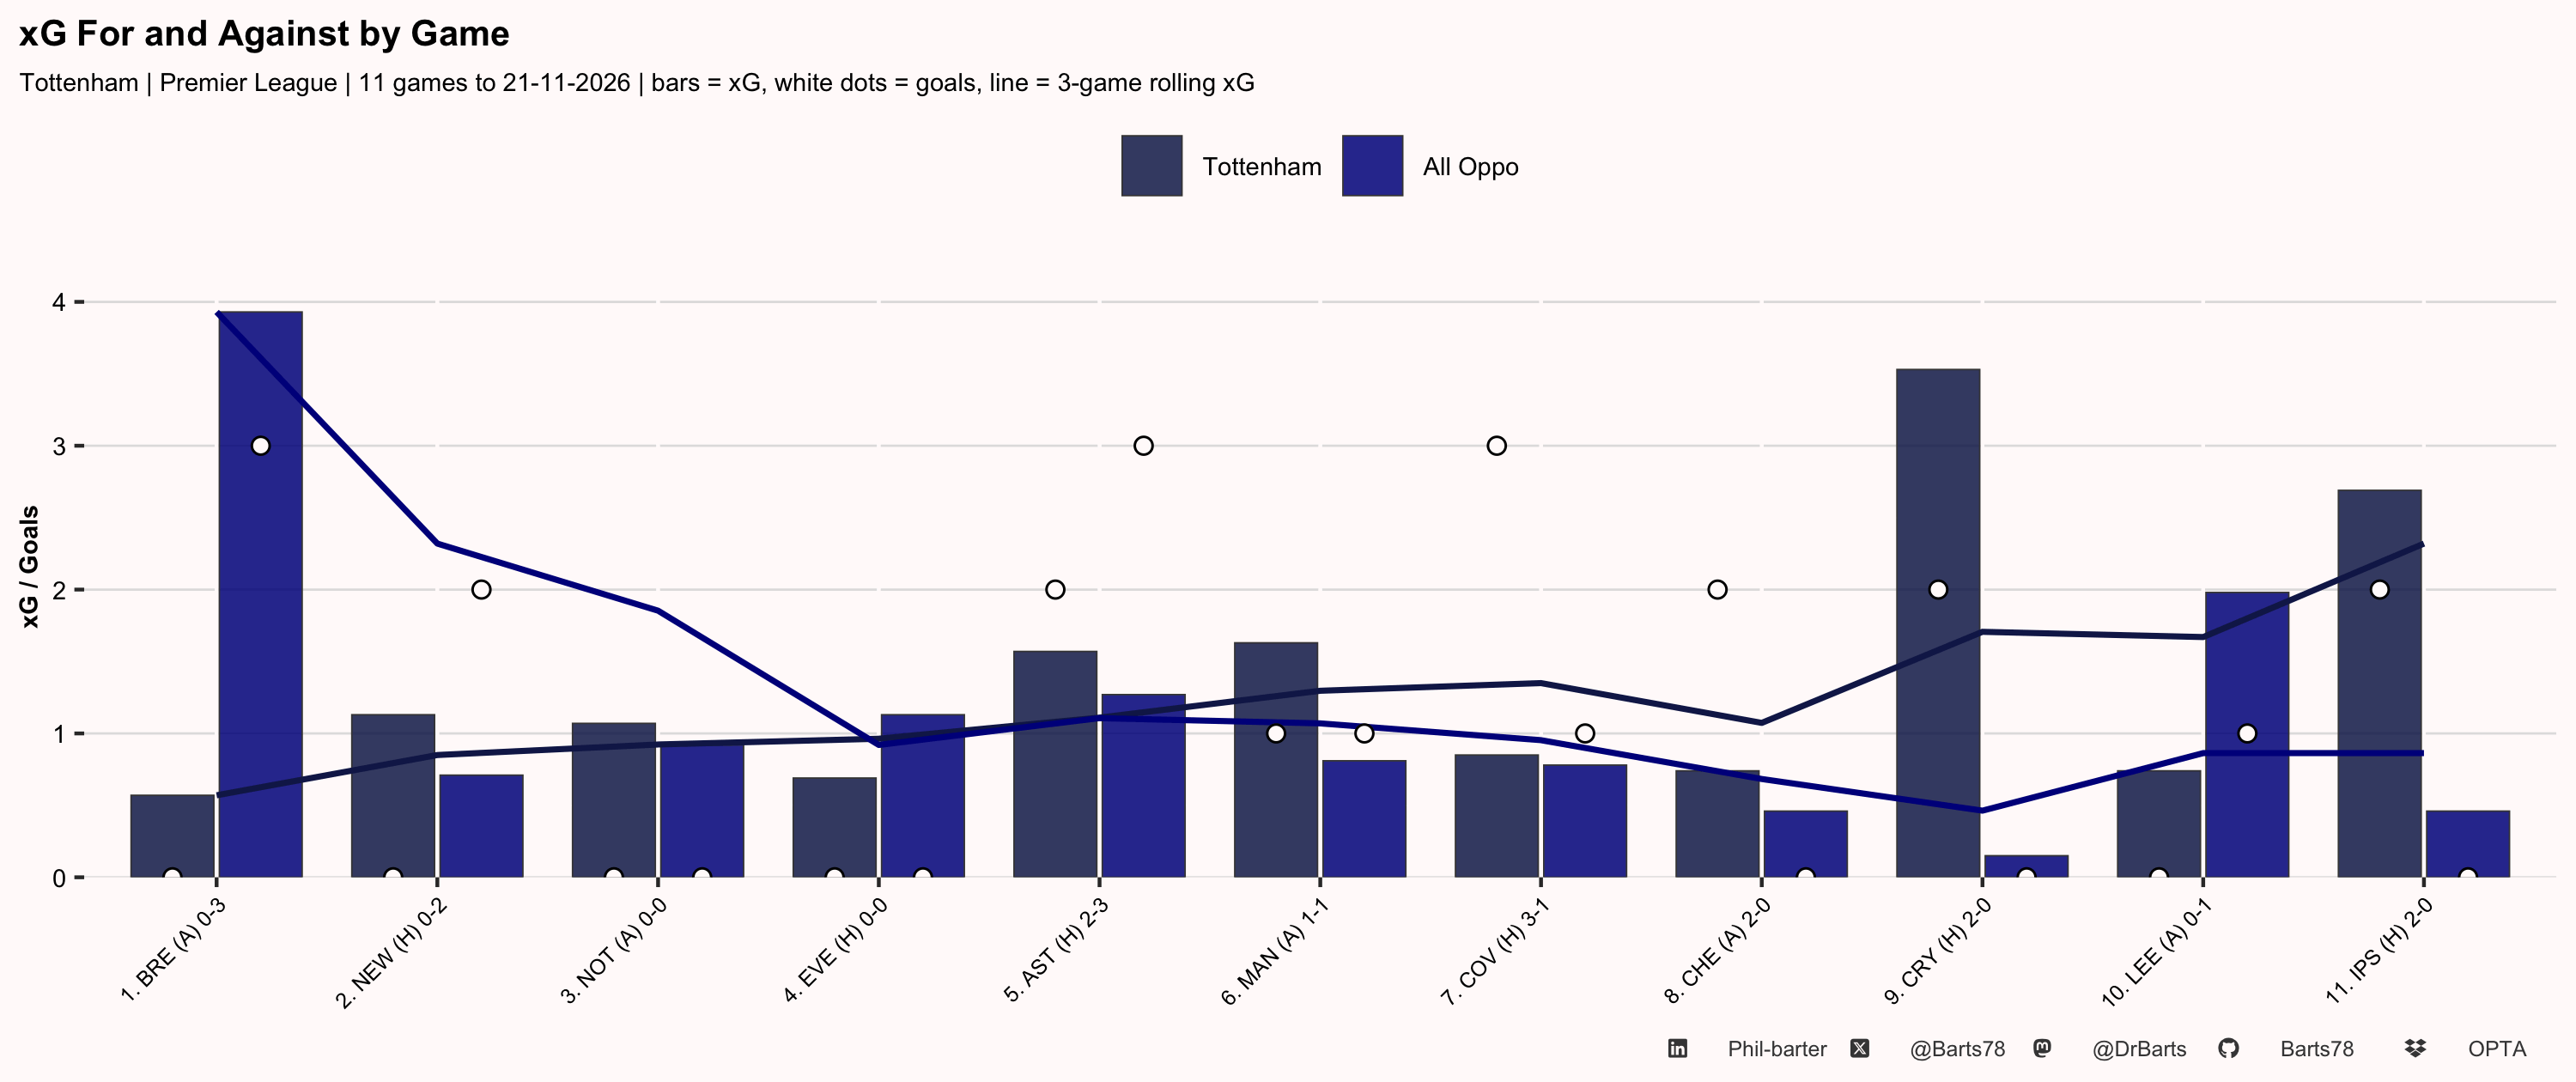 xG For and Against by Game
Tottenham | Premier League | 11 games to 21-11-2026 | bars = xG, white dots = goals, line = 3-game rolling xG
Tottenham
All Oppo
xG / Goals
4
3
2
1
0
1. BRE (A) 0-3
2. NEW (H) 0-2
3. NOT (A) 0-0
4. EVE (H) 0-0
5. AST (H) 2-3
6. MAN (A) 1-1
7. COV (H) 3-1
8. CHE (A) 2-0
9. CRY (H) 2-0
10. LEE (A) 0-1
11. IPS (H) 2-0
Phil-barter @Barts78 @DrBarts Barts78 OPTA